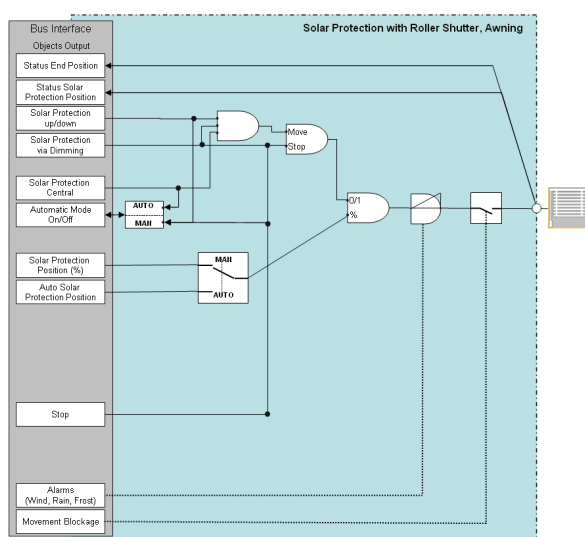 Bus Interface
Solar Protection with Roller Shutter, Awning
Objects Output
Status End Position
Status Solar
Protection Position
Solar Protection
up/down
Solar Protection
via Dimming
Move
Stop
Solar Protection
Central
Automatic Mode
On/Off
AUTO
MAN
0/1
%
Solar Protection
Position (%)
Auto Solar
Protection Position
MAN
AUTO
Stop
Alarms
(Wind, Rain, Frost)
Movement Blockage